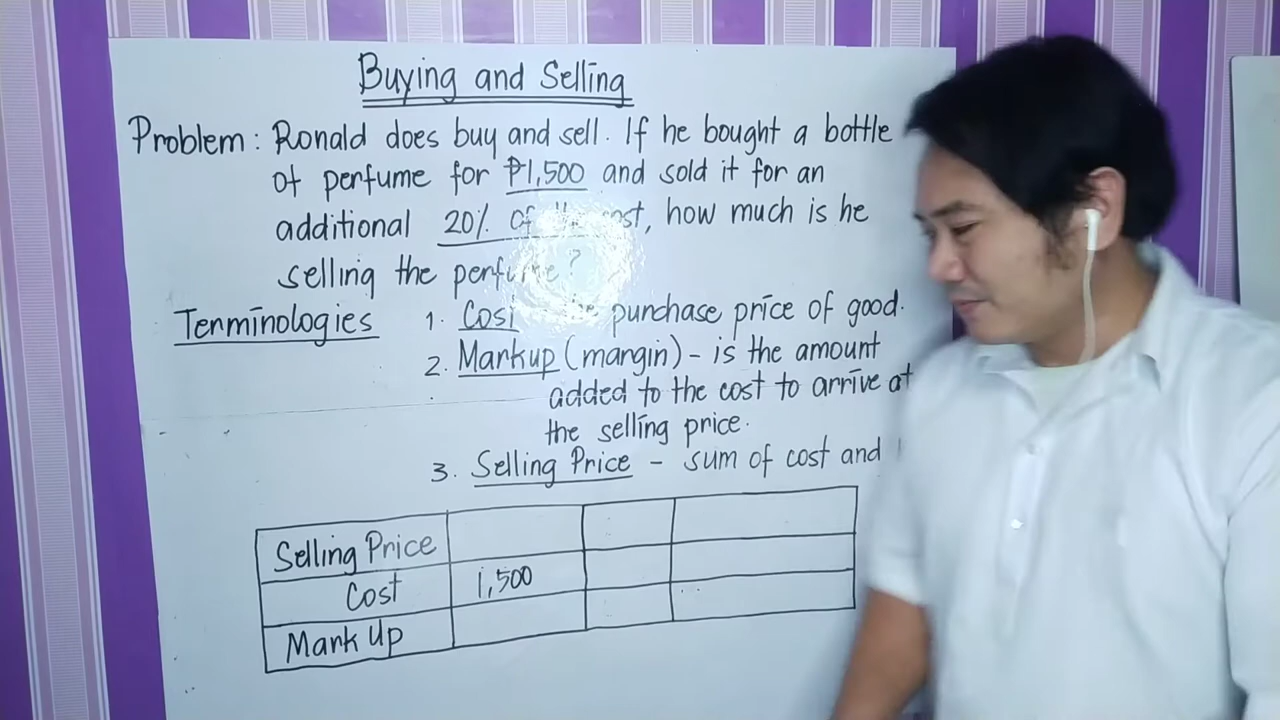 Buying and Selling
Problem: Ronald does buy and sell. If he bought a bottle
of perfume for ₱1,500 and sold it for an
additional 20% of the cost, how much is he
selling the perfume?
Terminologies 1. Cost purchase price of good.
2. Markup (margin) - is the amount
added to the cost to arrive at
the selling price.
3. Selling Price - sum of cost and
Selling Price
Cost 1,500
Mark Up